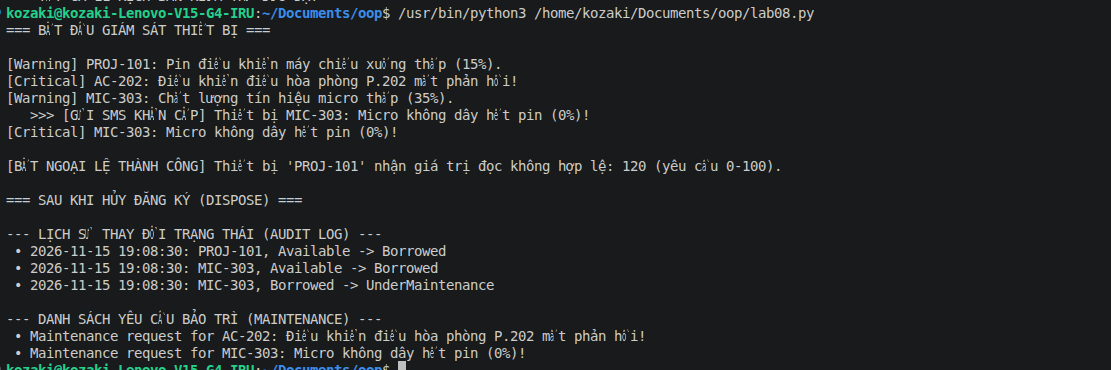 kozaki@kozaki-Lenovo-V15-G4-IRU:~/Documents/oop$ /usr/bin/python3 /home/kozaki/Documents/oop/lab08.py
=== BẮT ĐẦU GIÁM SÁT THIẾT BỊ ===
[Warning] PROJ-101: Pin điều khiển máy chiếu xuống thấp (15%).
[Critical] AC-202: Điều khiển điều hòa phòng P.202 mất phản hồi!
[Warning] MIC-303: Chất lượng tín hiệu micro thấp (35%).
>>> [GỬI SMS KHẨN CẤP] Thiết bị MIC-303: Micro không dây hết pin (0%)!
[Critical] MIC-303: Micro không dây hết pin (0%)!
[BẮT NGOẠI LỆ THÀNH CÔNG] Thiết bị 'PROJ-101' nhận giá trị đọc không hợp lệ: 120 (yêu cầu 0-100).
=== SAU KHI HỦY ĐĂNG KÝ (DISPOSE) ===
--- LỊCH SỬ THAY ĐỔI TRẠNG THÁI (AUDIT LOG) ---
• 2026-11-15 19:08:30: PROJ-101, Available -> Borrowed
• 2026-11-15 19:08:30: MIC-303, Available -> Borrowed
• 2026-11-15 19:08:30: MIC-303, Borrowed -> UnderMaintenance
--- DANH SÁCH YÊU CẦU BẢO TRÌ (MAINTENANCE) ---
• Maintenance request for AC-202: Điều khiển điều hòa phòng P.202 mất phản hồi!
• Maintenance request for MIC-303: Micro không dây hết pin (0%)!
kozaki@kozaki-Lenovo-V15-G4-IRU:~/Documents/oop$